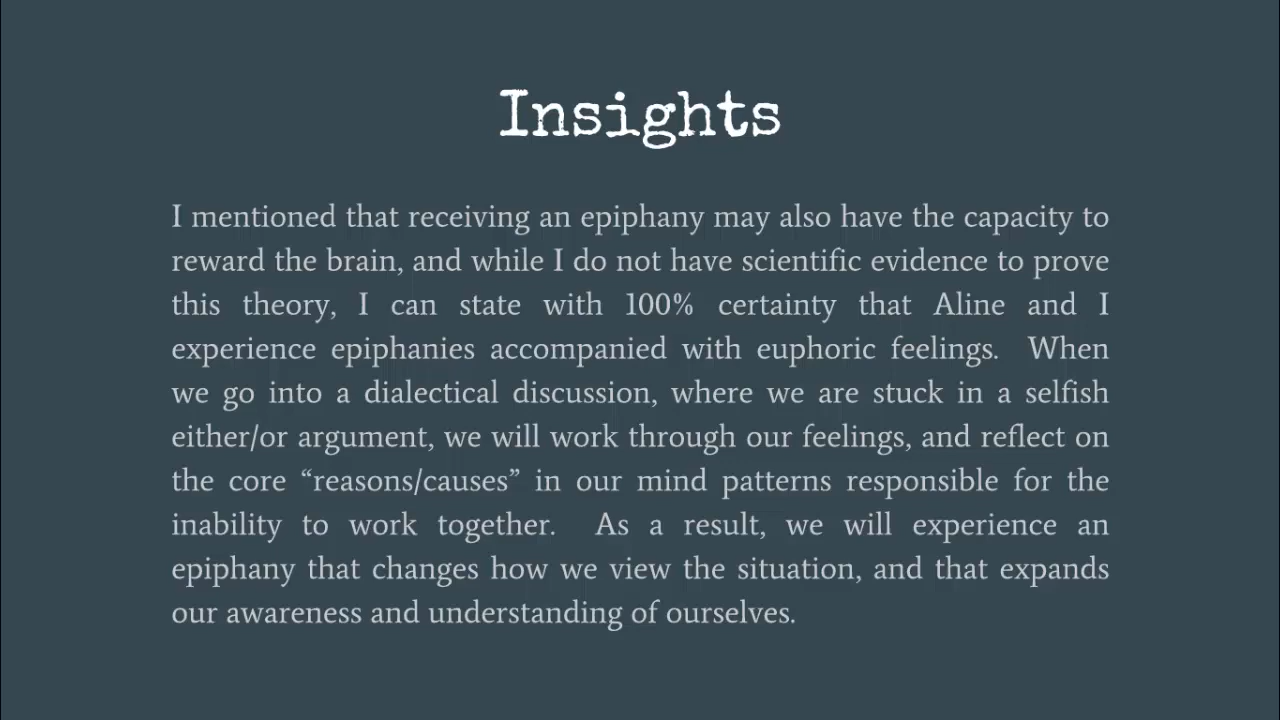 Insights
I mentioned that receiving an epiphany may also have the capacity to
reward the brain, and while I do not have scientific evidence to prove
this theory, I can state with 100% certainty that Aline and I
experience epiphanies accompanied with euphoric feelings.  When
we go into a dialectical discussion, where we are stuck in a selfish
either/or argument, we will work through our feelings, and reflect on
the core “reasons/causes” in our mind patterns responsible for the
inability to work together.  As a result, we will experience an
epiphany that changes how we view the situation, and that expands
our awareness and understanding of ourselves.